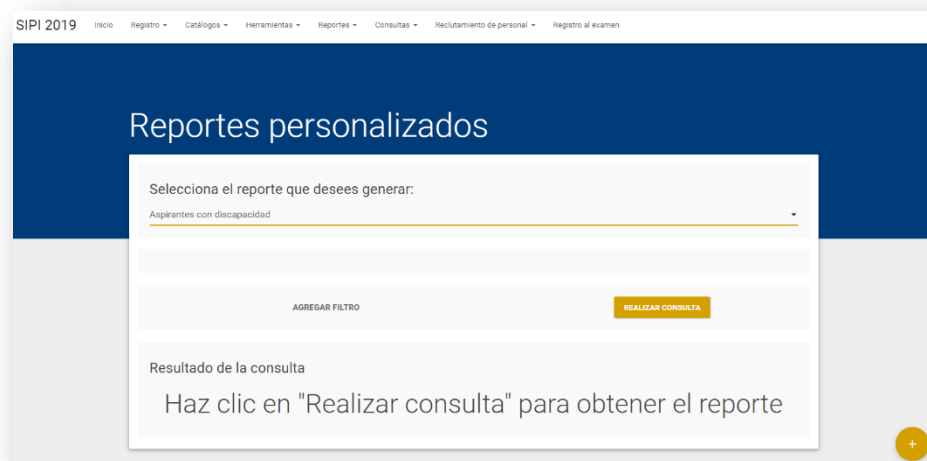 SIPI 2019 Inicio Registro Catálogos Herramientas Reportes Consultas Reclutamiento de personal Registro al examen
Reportes personalizados
Selecciona el reporte que desees generar:
Aspirantes con discapacidad
AGREGAR FILTRO REALIZAR CONSULTA
Resultado de la consulta
Haz clic en "Realizar consulta" para obtener el reporte
+